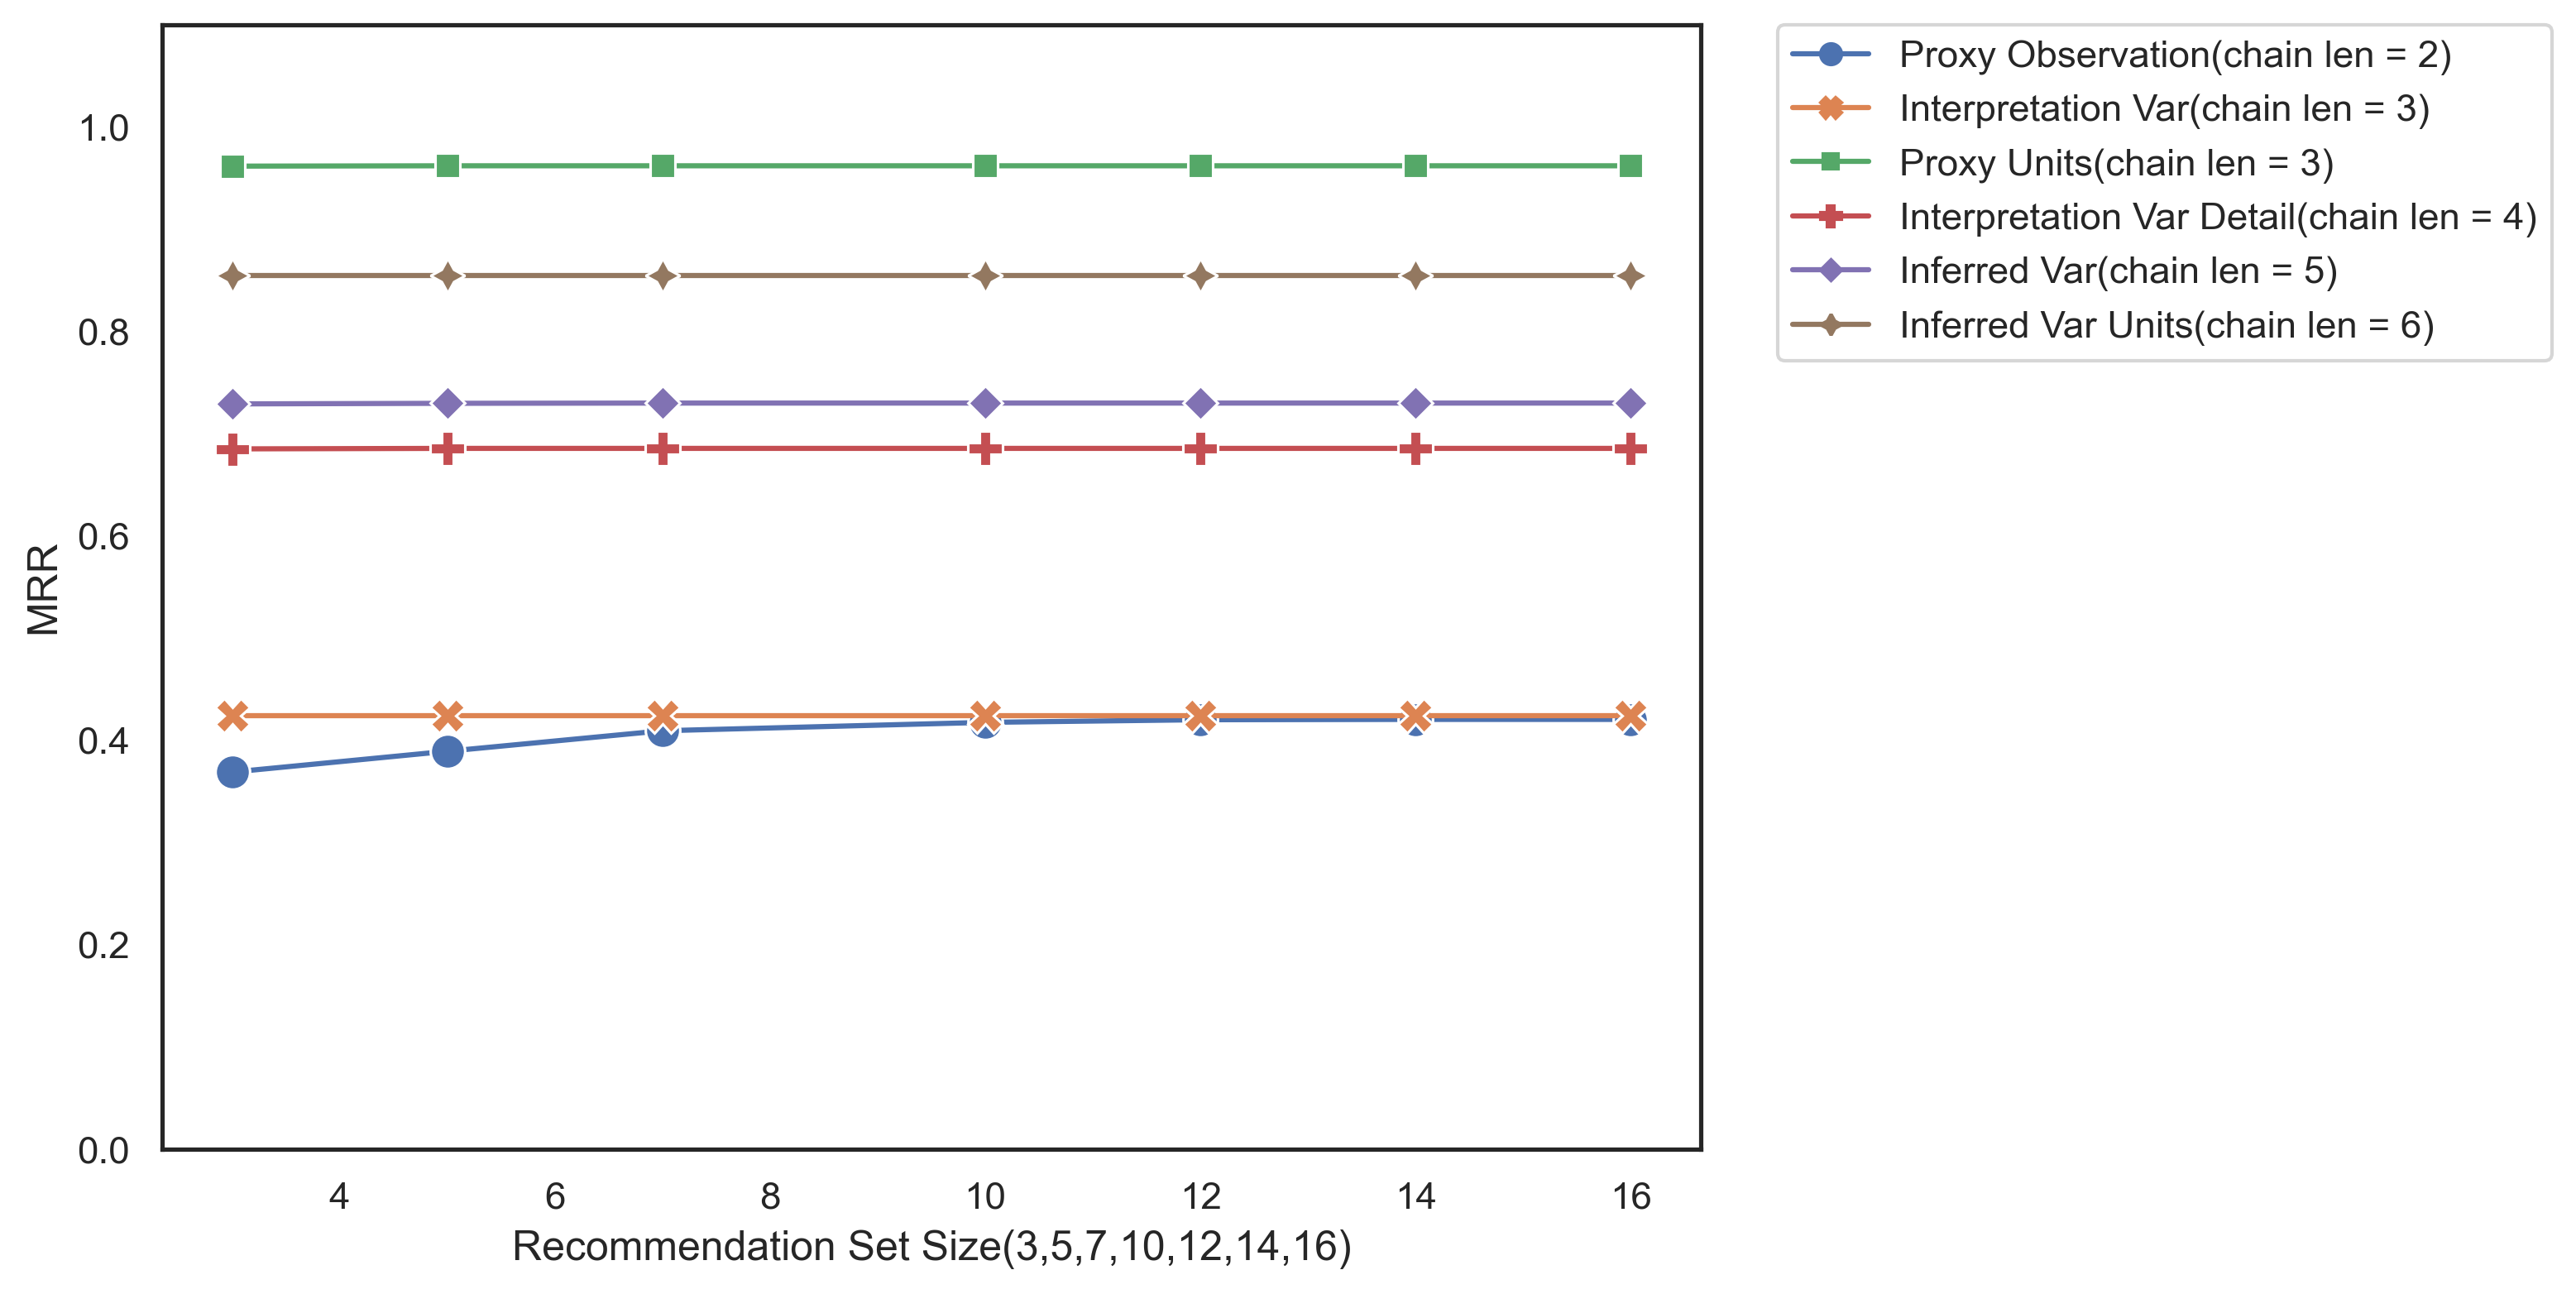 1.0
0.8
0.6
0.4
0.2
0.0
MRR
4 6 8 10 12 14 16
Recommendation Set Size(3,5,7,10,12,14,16)
Proxy Observation(chain len = 2)
Interpretation Var(chain len = 3)
Proxy Units(chain len = 3)
Interpretation Var Detail(chain len = 4)
Inferred Var(chain len = 5)
Inferred Var Units(chain len = 6)